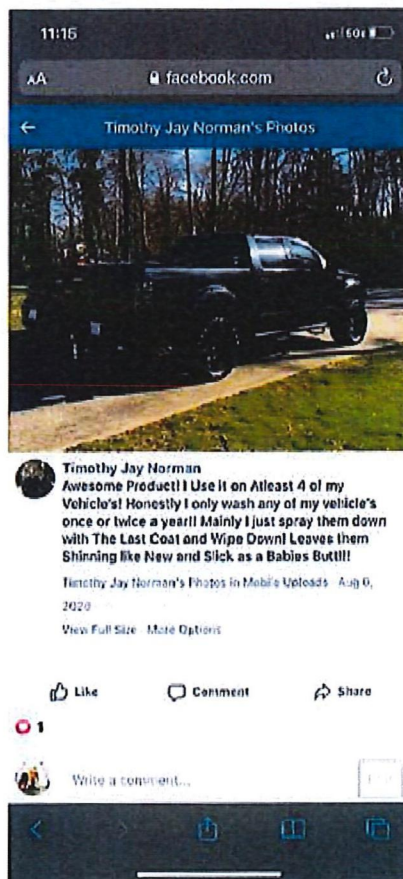 11:15
AA facebook.com
Timothy Jay Norman's Photos
Timothy Jay Norman
Awesome Product!! I Use it on Atleast 4 of my
Vehicle's! Honestly I only wash any of my vehicle's
once or twice a year!! Mainly I just spray them down
with The Last Coat and Wipe Down! Leaves them
Shinning like New and Slick as a Babies Butt!!!
Timothy Jay Norman's Photos in Mobile Uploads Aug
View Full Size More Options
Like Comment Share
1
Write a comment...